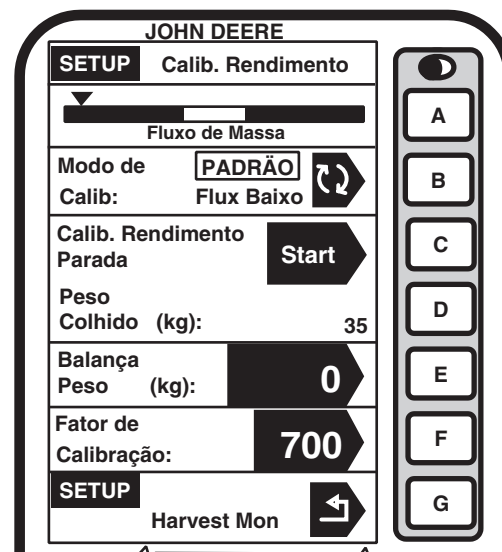 JOHN DEERE
SETUP Calib. Rendimento
Fluxo de Massa
Modo de PADRÃO
Calib: Flux Baixo
Calib. Rendimento
Parada Start
Peso
Colhido (kg): 35
Balança
Peso (kg): 0
Fator de
Calibração: 700
SETUP
Harvest Mon
A
B
C
D
E
F
G